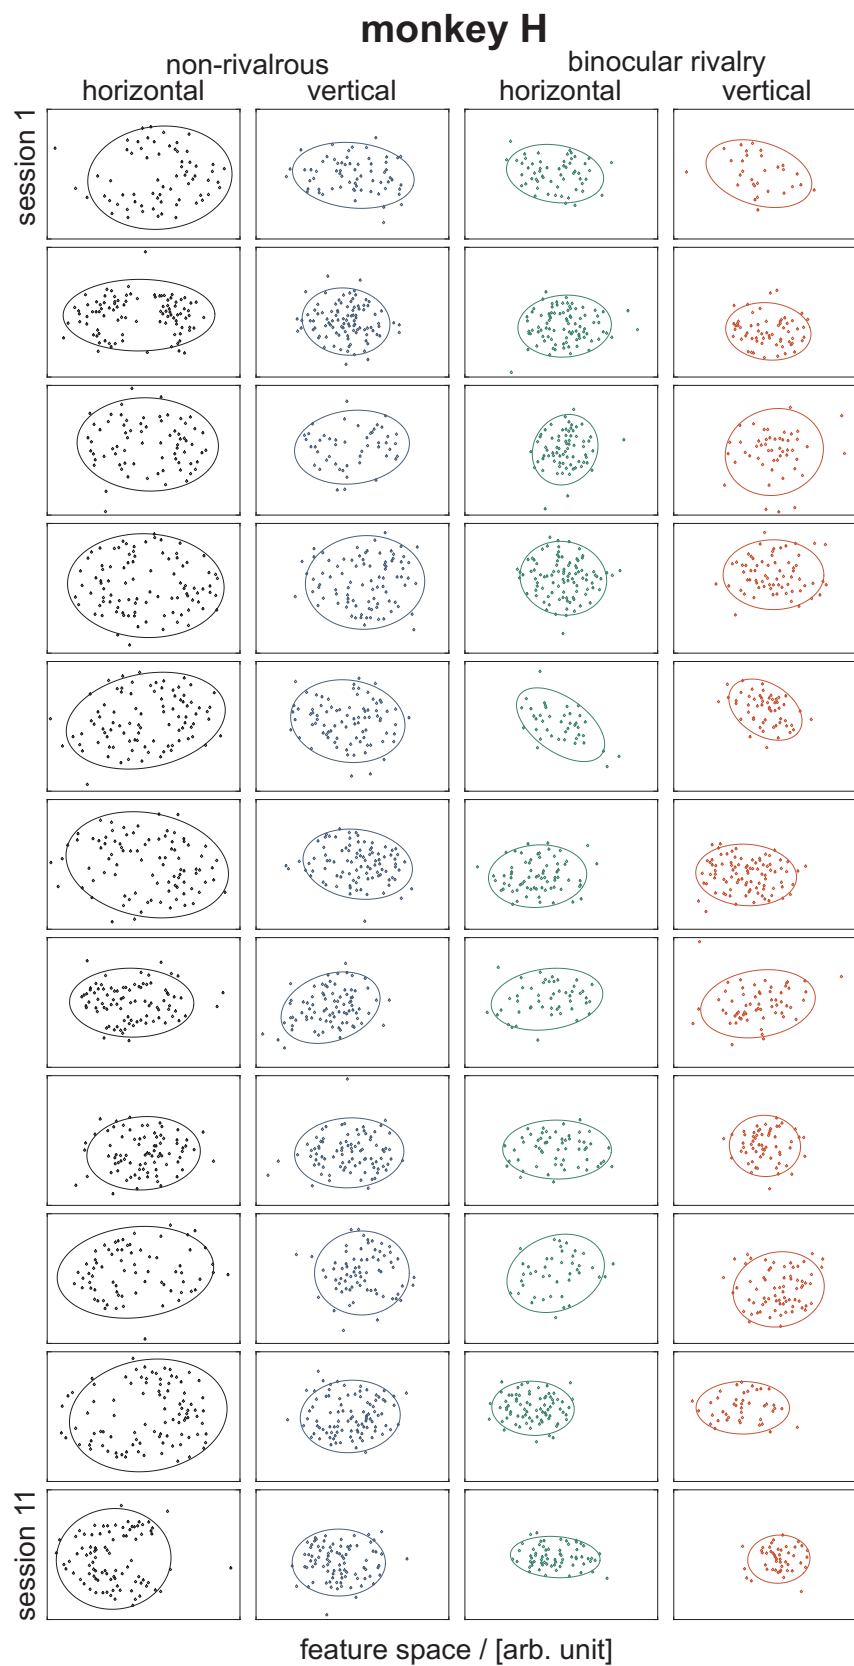 monkey H
non-rivalrous
binocular rivalry
horizontal
vertical
horizontal
vertical
session 1
session 11
feature space / [arb. unit]